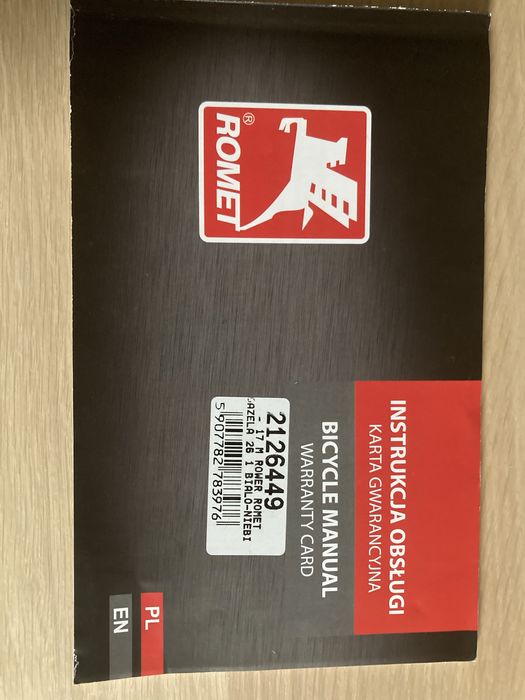 ROMET®
INSTRUKCJA OBSŁUGI
KARTA GWARANCYJNA
BICYCLE MANUAL
WARRANTY CARD
2126449
- 17 M ROWER ROMET
GAZELA 26 1 BIAŁO-NIEBI
5 907782 783976
PL
EN